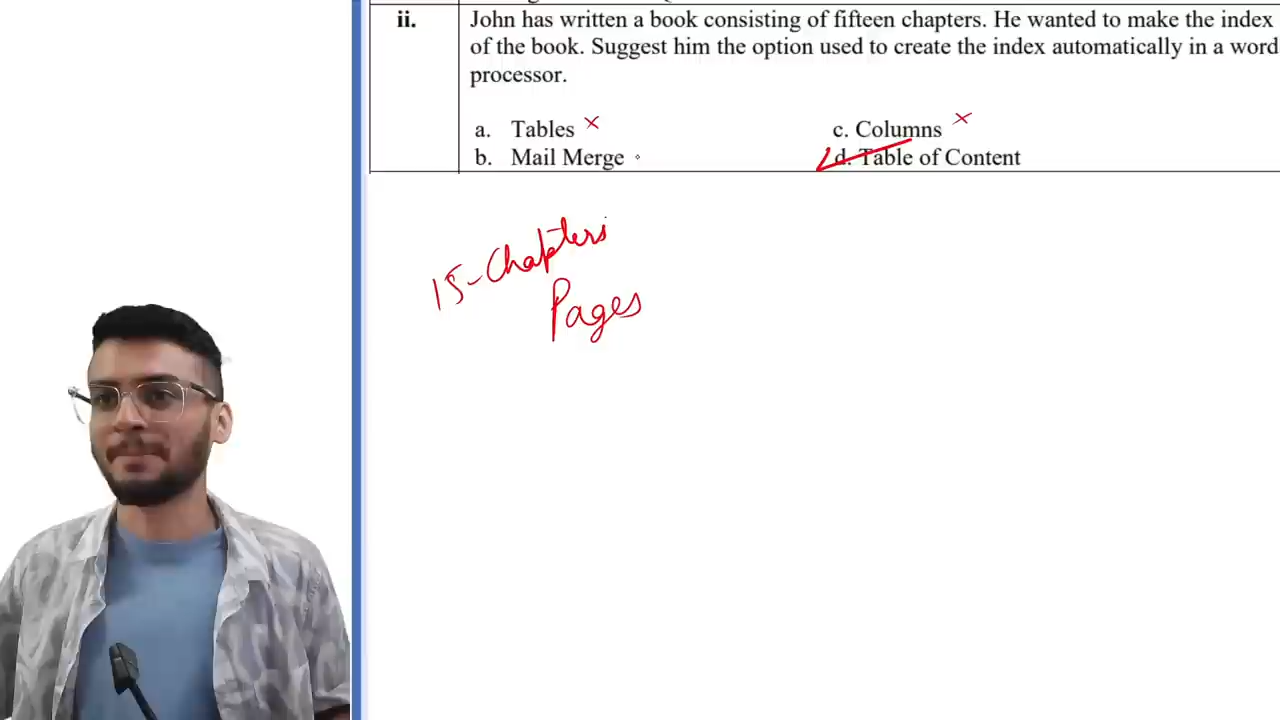 ii. John has written a book consisting of fifteen chapters. He wanted to make the index
of the book. Suggest him the option used to create the index automatically in a word
processor.
a. Tables c. Columns
b. Mail Merge d. Table of Content
15-Chapters
Pages